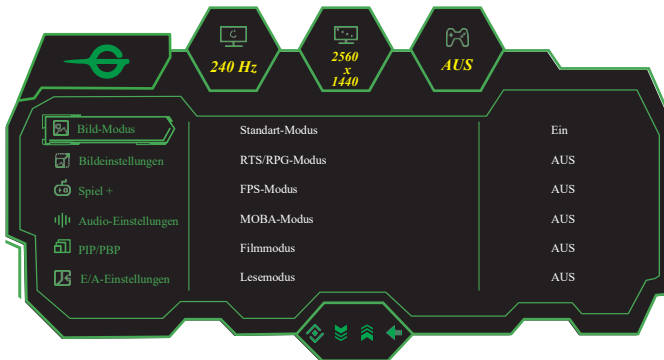 240 Hz
2560
x
1440
AUS
Bild-Modus
Standart-Modus Ein
Bildeinstellungen
RTS/RPG-Modus AUS
Spiel +
FPS-Modus AUS
Audio-Einstellungen
MOBA-Modus AUS
PIP/PBP
Filmmodus AUS
E/A-Einstellungen
Lesemodus AUS